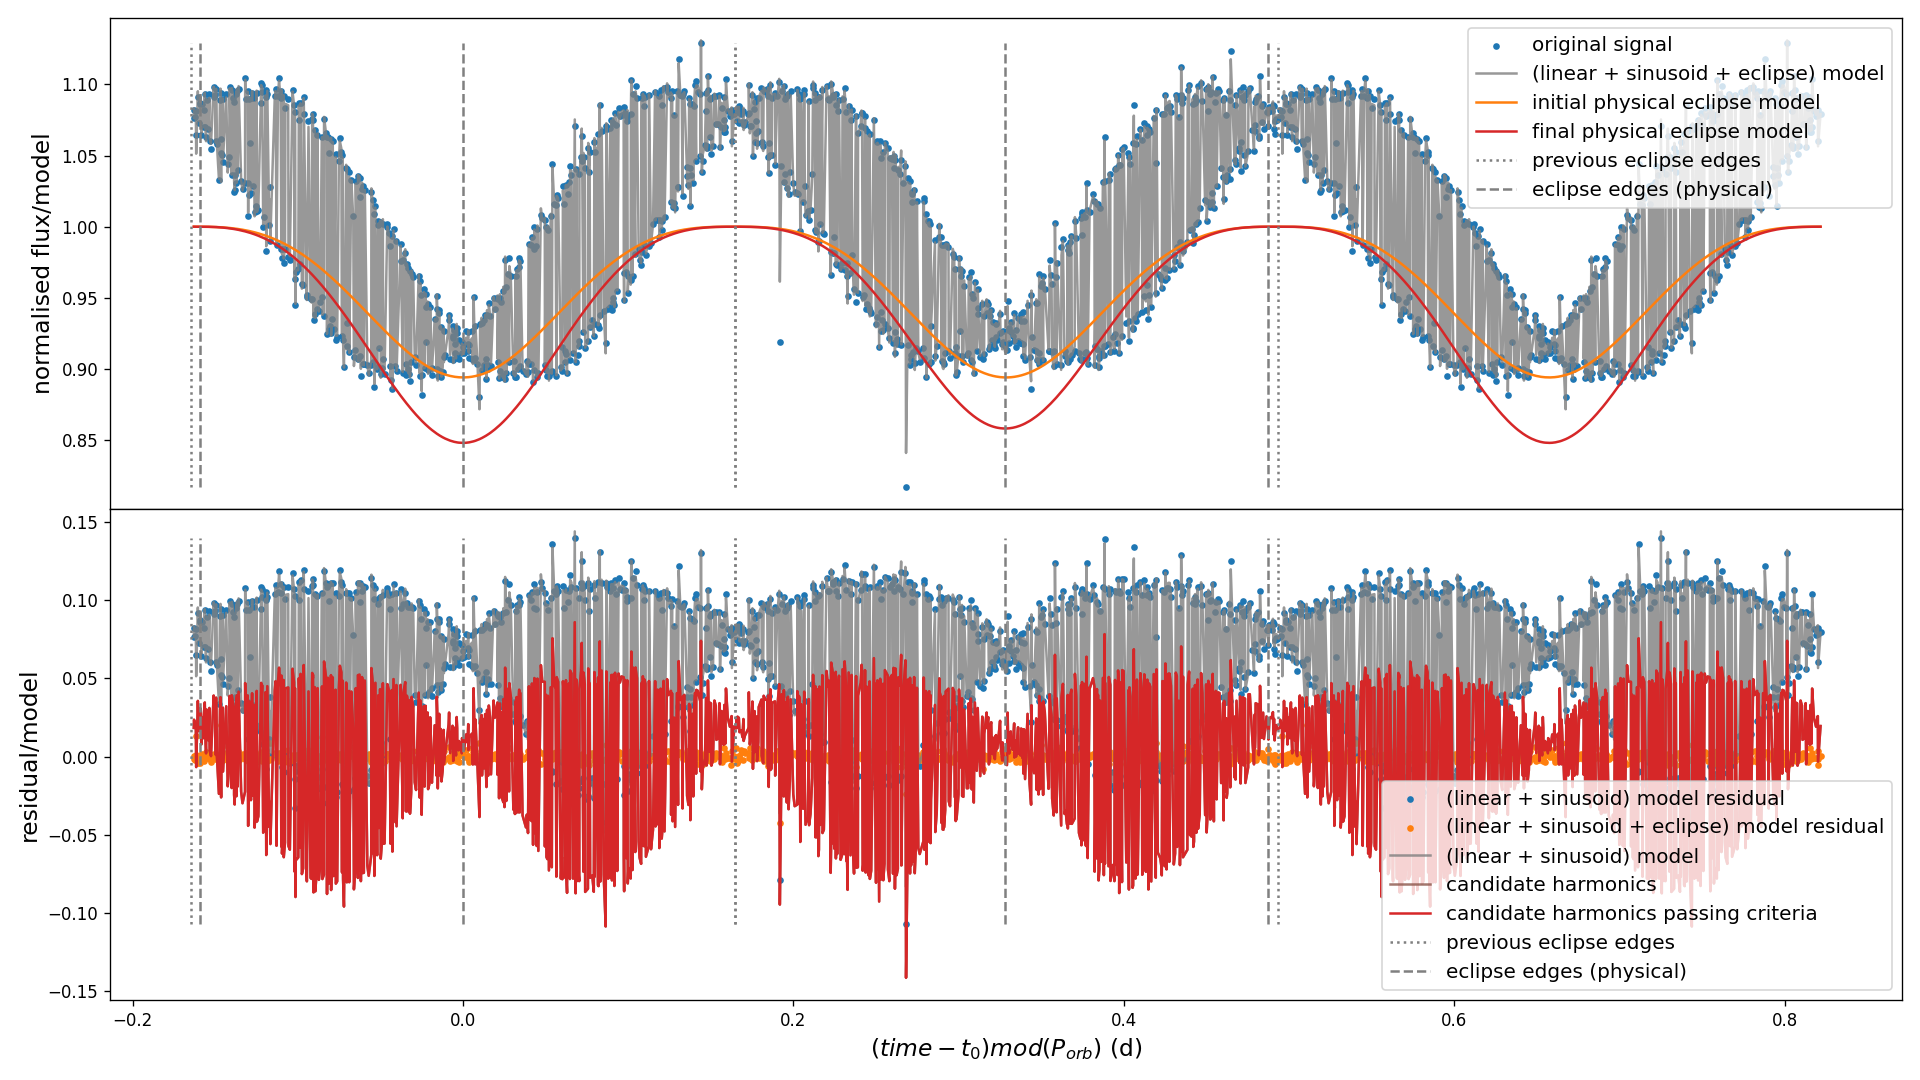 normalised flux/model
1.10
1.05
1.00
0.95
0.90
0.85
original signal
(linear + sinusoid + eclipse) model
initial physical eclipse model
final physical eclipse model
previous eclipse edges
eclipse edges (physical)
residual/model
0.15
0.10
0.05
0.00
−0.05
−0.10
−0.15
(linear + sinusoid) model residual
(linear + sinusoid + eclipse) model residual
(linear + sinusoid) model
candidate harmonics
candidate harmonics passing criteria
previous eclipse edges
eclipse edges (physical)
−0.2 0.0 0.2 0.4 0.6 0.8
(time − t₀)mod(P_orb) (d)